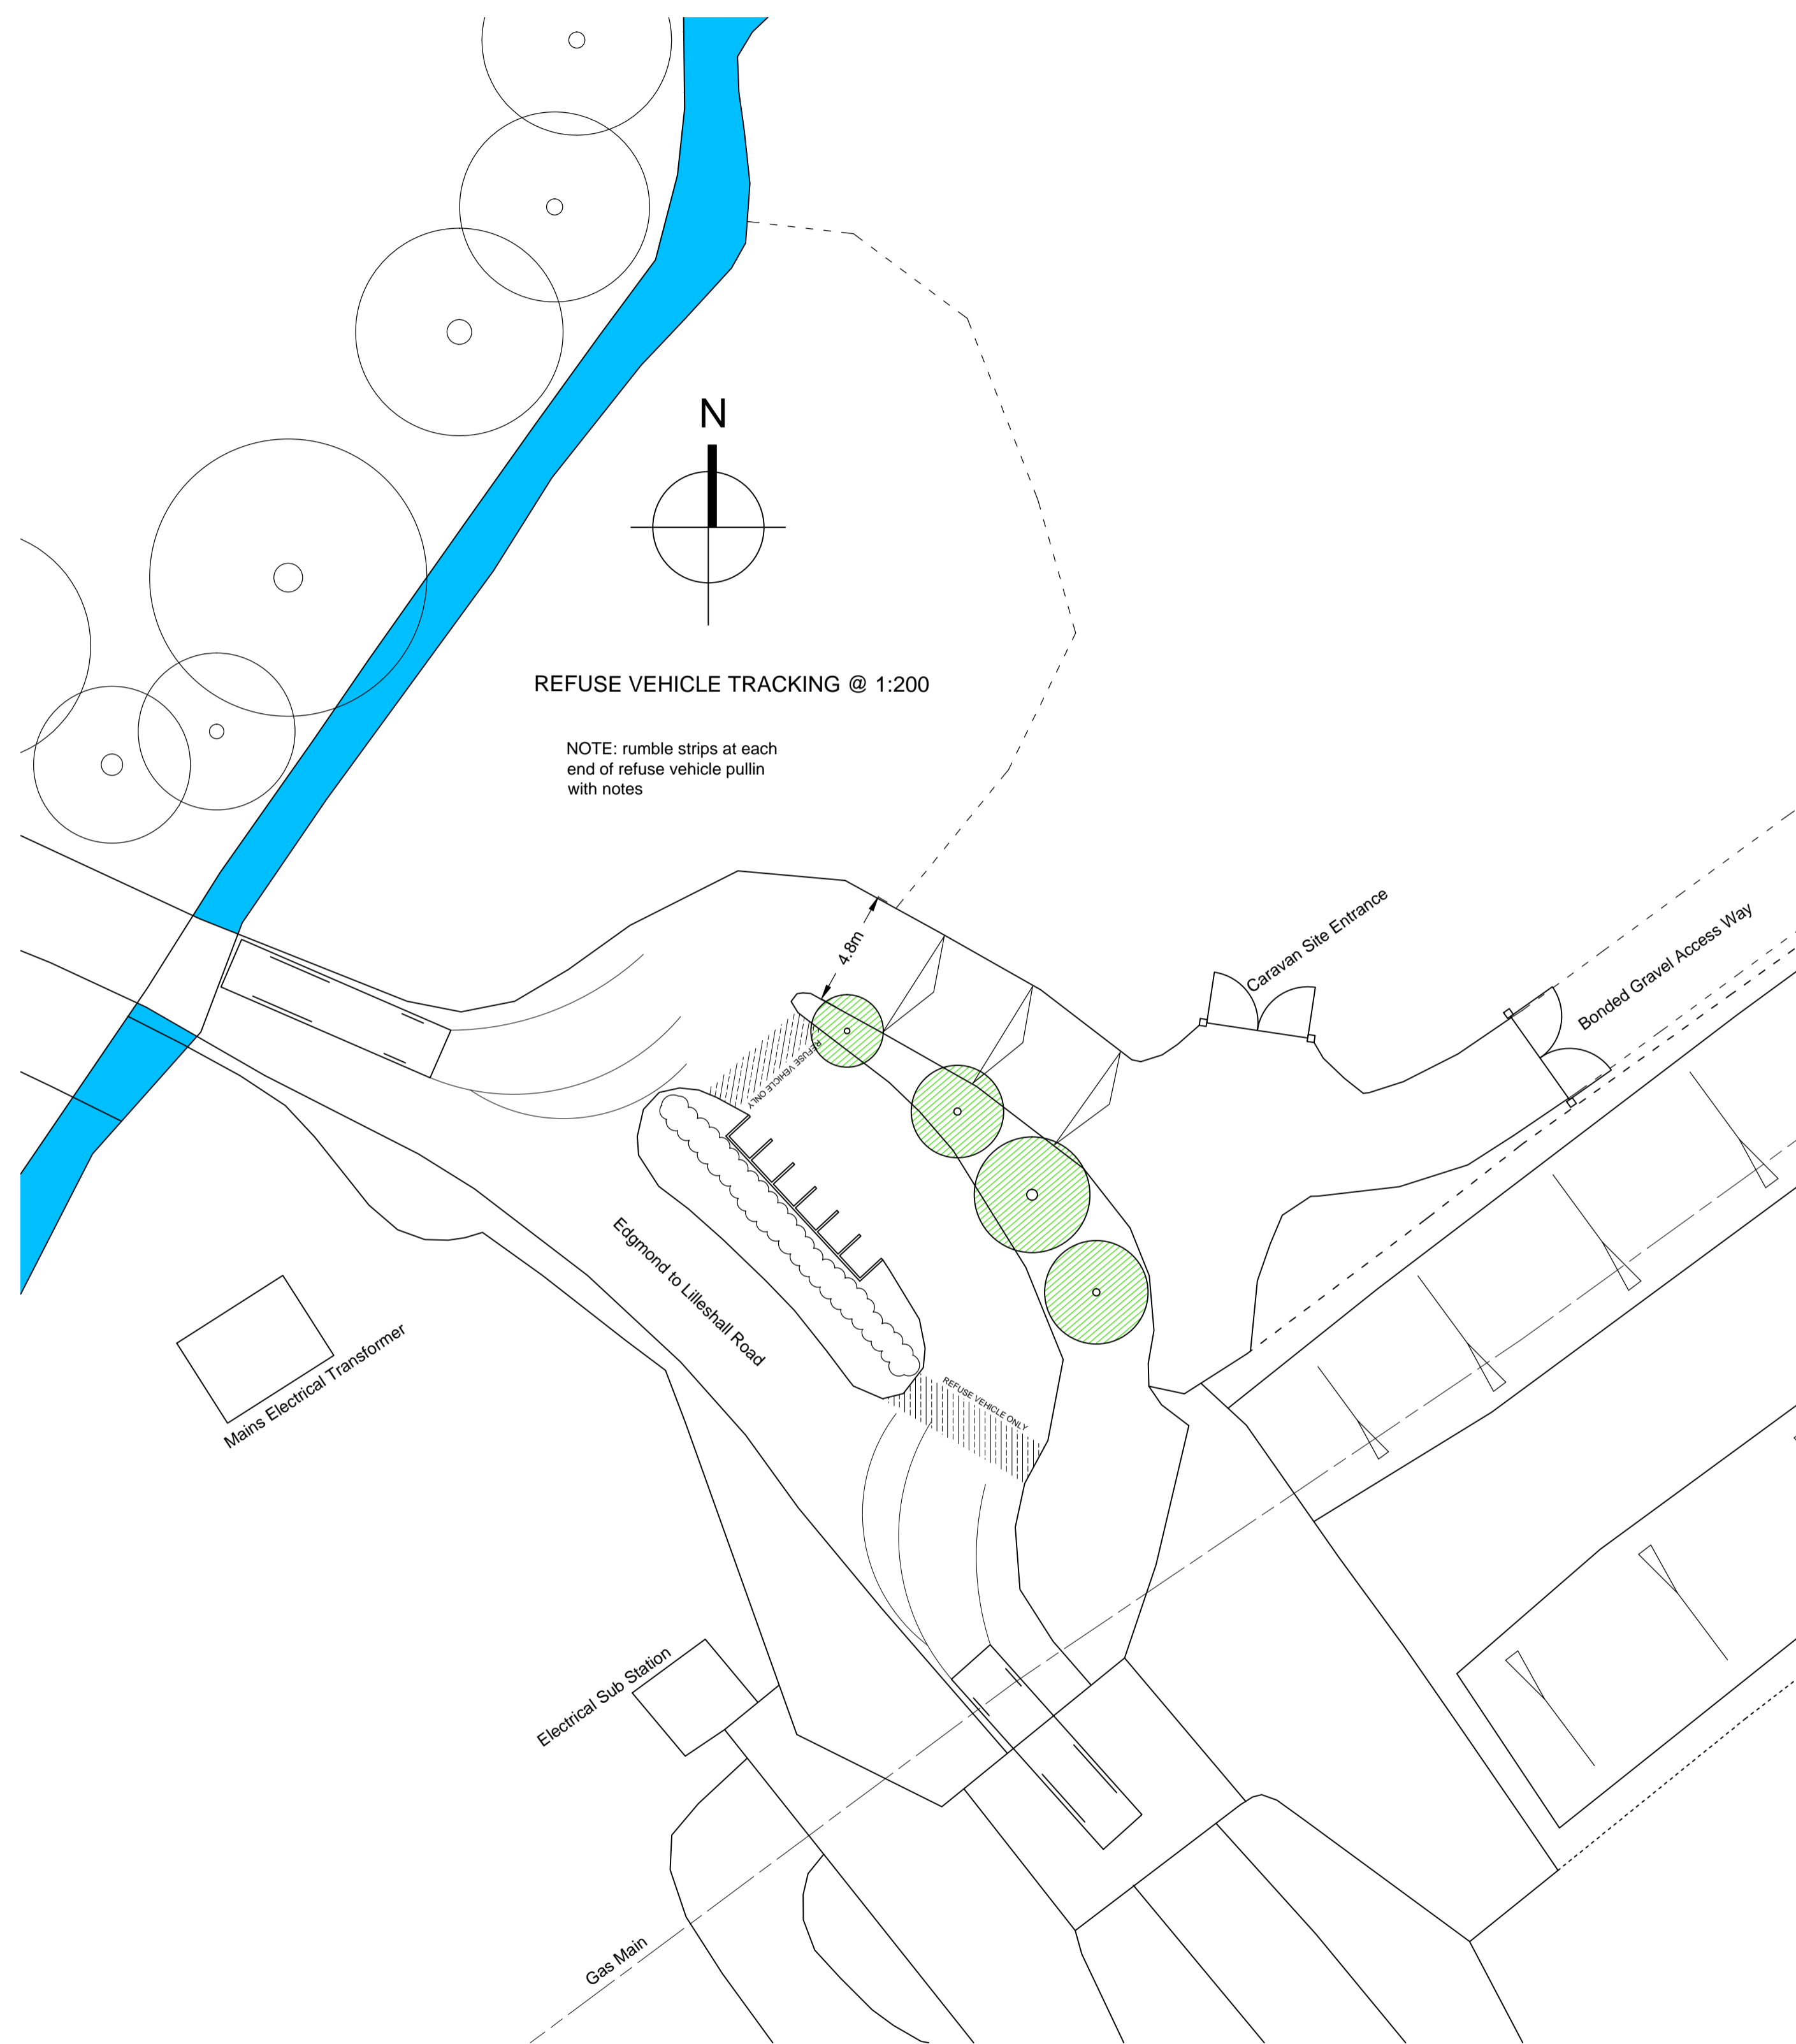 N
REFUSE VEHICLE TRACKING @ 1:200
NOTE: rumble strips at each
end of refuse vehicle pullin
with notes
4.8m
Caravan Site Entrance
Bonded Gravel Access Way
REFUSE VEHICLE ONLY
Edgmond to Lilleshall Road
Mains Electrical Transformer
REFUSE VEHICLE ONLY
Electrical Sub Station
Gas Main